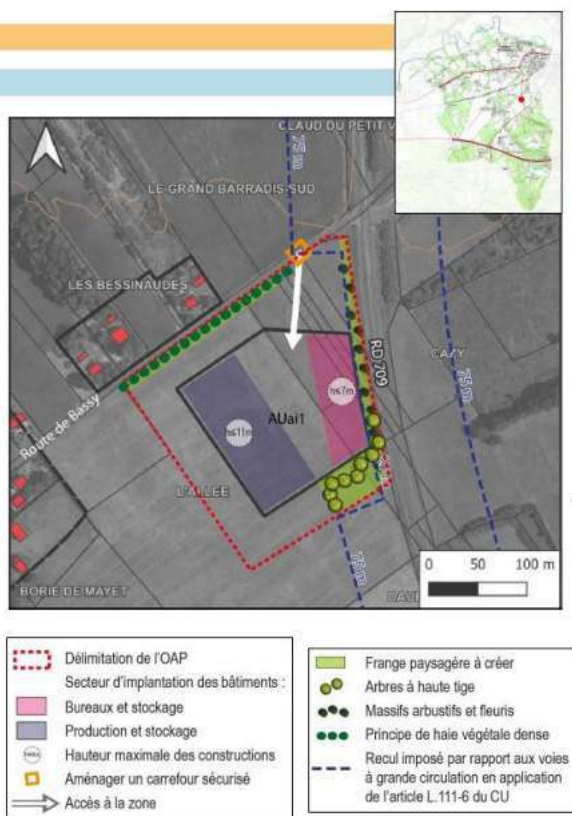 CLAUD DU PETIT V
75 m
LE GRAND BARRADIS SUD
LES BESSINAUDES
RD 709
CAZY
75 m
Route de Bassy
h≤7m
AUai1
h≤11m
L'ALLEE
75 m
BORIE DE MAYET
0 50 100 m
Délimitation de l'OAP
Secteur d'implantation des bâtiments :
Bureaux et stockage
Production et stockage
Hauteur maximale des constructions
Aménager un carrefour sécurisé
Accès à la zone
Frange paysagère à créer
Arbres à haute tige
Massifs arbustifs et fleuris
Principe de haie végétale dense
Recul imposé par rapport aux voies
à grande circulation en application
de l'article L.111-6 du CU